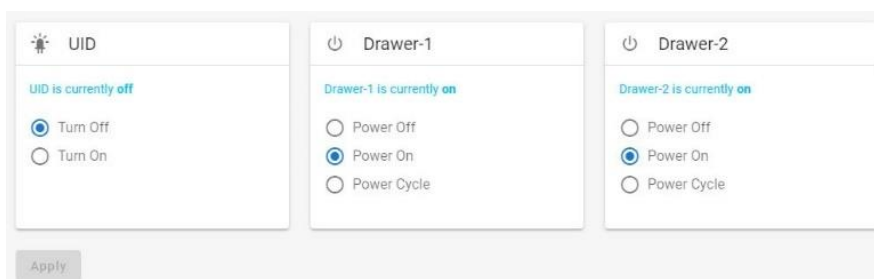 UID
UID is currently off
Turn Off
Turn On
Drawer-1
Drawer-1 is currently on
Power Off
Power On
Power Cycle
Drawer-2
Drawer-2 is currently on
Power Off
Power On
Power Cycle
Apply